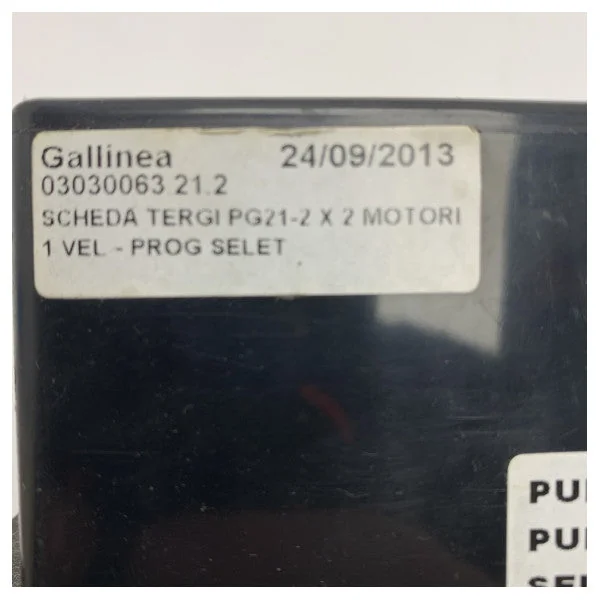 Gallinea 24/09/2013
03030063 21.2
SCHEDA TERGI PG21-2 X 2 MOTORI
1 VEL - PROG SELET